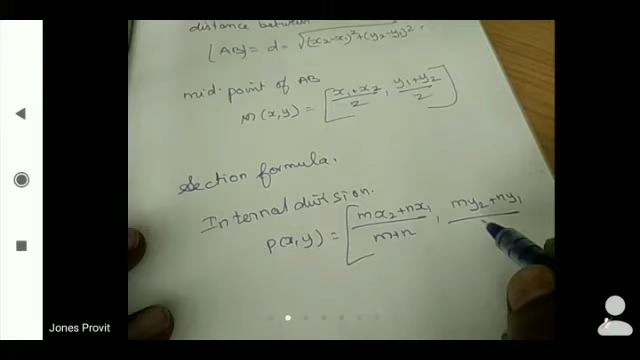 distance between
|AB| = d = √(x₂-x₁)²+(y₂-y₁)².
mid-point of AB
M(x,y) = [x₁+x₂/2, y₁+y₂/2]
Section formula.
Internal division.
P(x,y) = [mx₂+nx₁/m+n, my₂+ny₁
Jones Provit